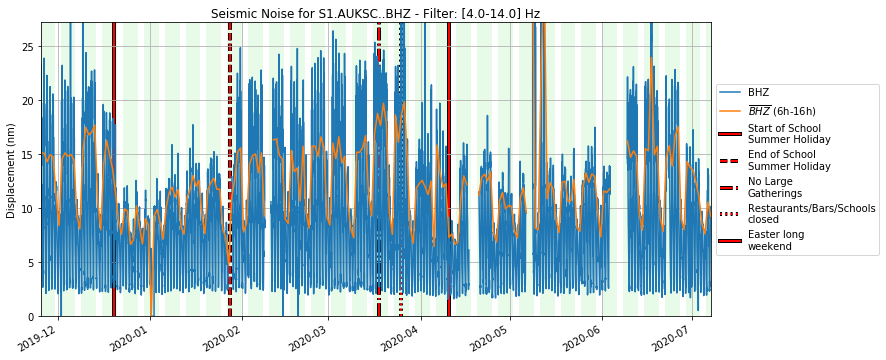 Seismic Noise for S1.AUKSC..BHZ - Filter: [4.0-14.0] Hz
Displacement (nm)
25
20
15
10
5
0
2019-12
2020-01
2020-02
2020-03
2020-04
2020-05
2020-06
2020-07
BHZ
BHZ (6h-16h)
Start of School
Summer Holiday
End of School
Summer Holiday
No Large
Gatherings
Restaurants/Bars/Schools
closed
Easter long
weekend